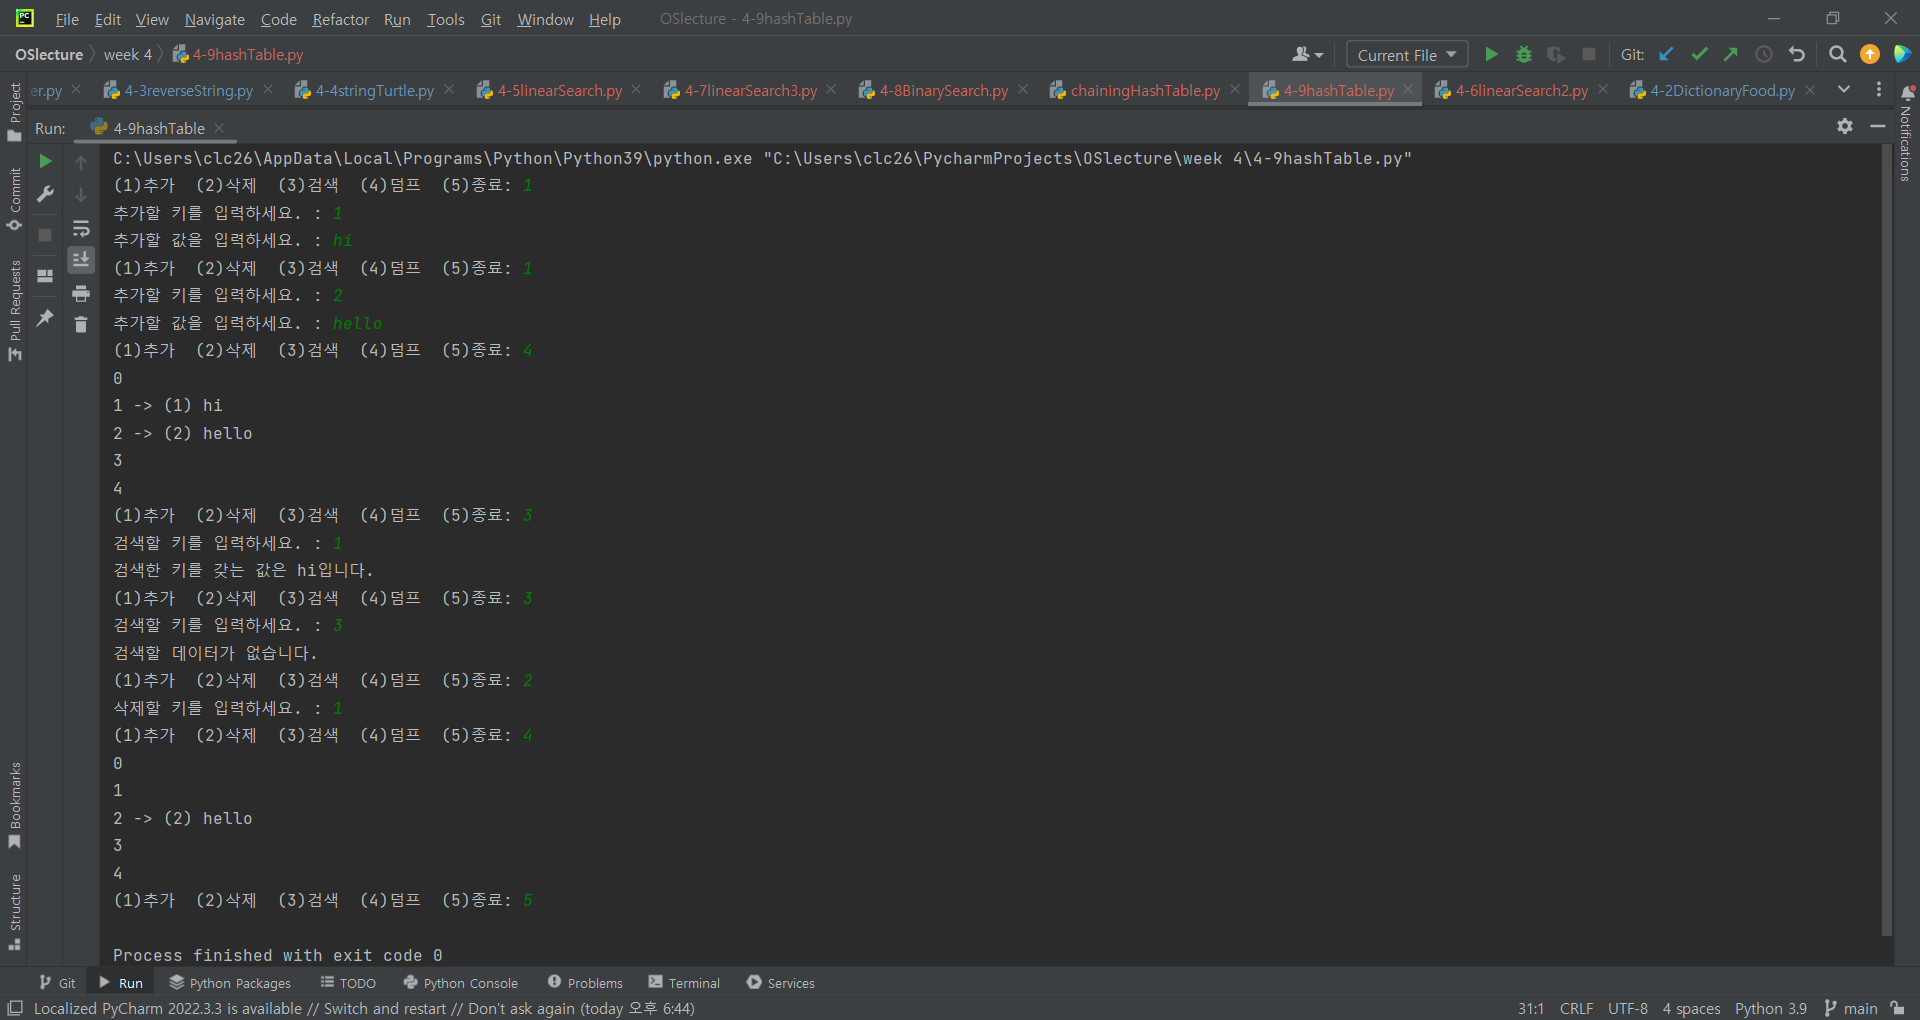 File Edit View Navigate Code Refactor Run Tools Git Window Help OSlecture - 4-9hashTable.py
OSlecture week 4 4-9hashTable.py Current File Git:
er.py 4-3reverseString.py 4-4stringTurtle.py 4-5linearSearch.py 4-7linearSearch3.py 4-8BinarySearch.py chainingHashTable.py 4-9hashTable.py 4-6linearSearch2.py 4-2DictionaryFood.py
Run: 4-9hashTable
C:\Users\clc26\AppData\Local\Programs\Python\Python39\python.exe "C:\Users\clc26\PycharmProjects\OSlecture\week 4\4-9hashTable.py"
(1)추가 (2)삭제 (3)검색 (4)덤프 (5)종료: 1
추가할 키를 입력하세요. : 1
추가할 값을 입력하세요. : hi
(1)추가 (2)삭제 (3)검색 (4)덤프 (5)종료: 1
추가할 키를 입력하세요. : 2
추가할 값을 입력하세요. : hello
(1)추가 (2)삭제 (3)검색 (4)덤프 (5)종료: 4
0
1 -> (1) hi
2 -> (2) hello
3
4
(1)추가 (2)삭제 (3)검색 (4)덤프 (5)종료: 3
검색할 키를 입력하세요. : 1
검색한 키를 갖는 값은 hi입니다.
(1)추가 (2)삭제 (3)검색 (4)덤프 (5)종료: 3
검색할 키를 입력하세요. : 3
검색할 데이터가 없습니다.
(1)추가 (2)삭제 (3)검색 (4)덤프 (5)종료: 2
삭제할 키를 입력하세요. : 1
(1)추가 (2)삭제 (3)검색 (4)덤프 (5)종료: 4
0
1
2 -> (2) hello
3
4
(1)추가 (2)삭제 (3)검색 (4)덤프 (5)종료: 5
Process finished with exit code 0
Project
Commit
Pull Requests
Bookmarks
Structure
Notifications
Git Run Python Packages TODO Python Console Problems Terminal Services
Localized PyCharm 2022.3.3 is available // Switch and restart // Don't ask again (today 오후 6:44) 31:1 CRLF UTF-8 4 spaces Python 3.9 main